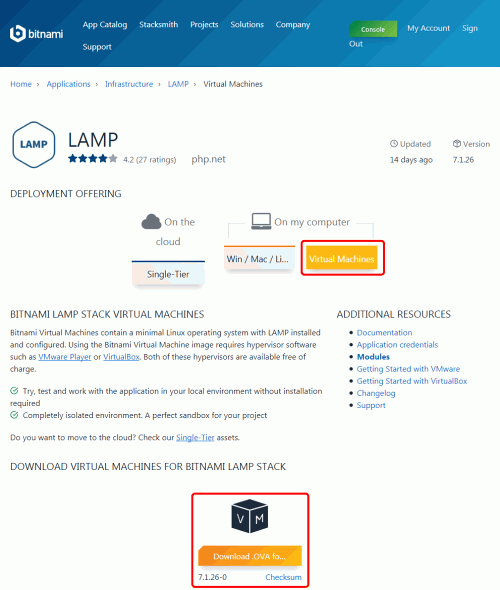 bitnami
App Catalog Stacksmith Projects Solutions Company
Support
Console
My Account Sign
Out
Home › Applications › Infrastructure › LAMP › Virtual Machines
LAMP
LAMP
4.2 (27 ratings) php.net
Updated
14 days ago
Version
7.1.26
DEPLOYMENT OFFERING
On the
cloud
Single-Tier
On my computer
Win / Mac / Li...
Virtual Machines
BITNAMI LAMP STACK VIRTUAL MACHINES
Bitnami Virtual Machines contain a minimal Linux operating system with LAMP installed
and configured. Using the Bitnami Virtual Machine image requires hypervisor software
such as VMware Player or VirtualBox. Both of these hypervisors are available free of
charge.
Try, test and work with the application in your local environment without installation
required
Completely isolated environment. A perfect sandbox for your project
Do you want to move to the cloud? Check our Single-Tier assets.
ADDITIONAL RESOURCES
Documentation
Application credentials
Modules
Getting Started with VMware
Getting Started with VirtualBox
Changelog
Support
DOWNLOAD VIRTUAL MACHINES FOR BITNAMI LAMP STACK
V M
Download .OVA fo...
7.1.26-0 Checksum